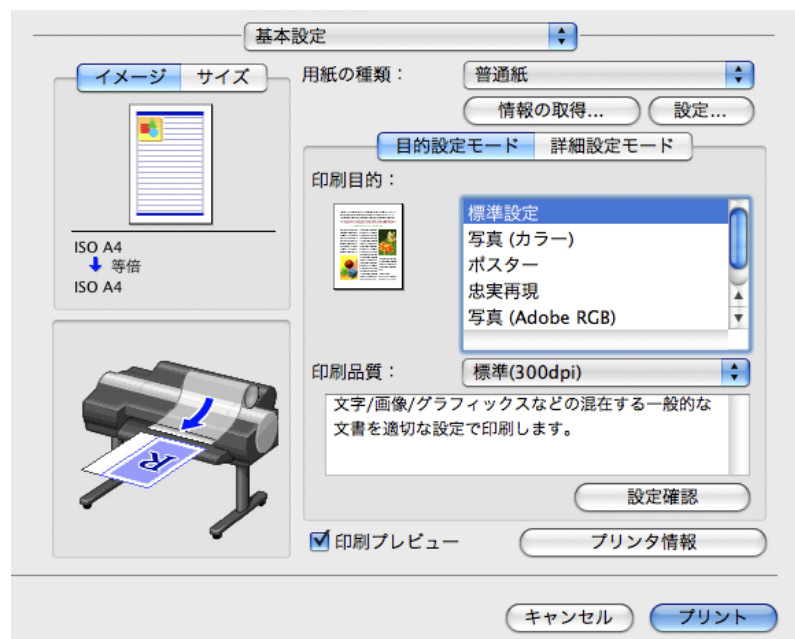 基本設定
イメージ
サイズ
ISO A4
等倍
ISO A4
用紙の種類：
普通紙
情報の取得...
設定...
目的設定モード
詳細設定モード
印刷目的：
標準設定
写真 (カラー)
ポスター
忠実再現
写真 (Adobe RGB)
印刷品質：
標準(300dpi)
文字/画像/グラフィックスなどの混在する一般的な
文書を適切な設定で印刷します。
設定確認
R
印刷プレビュー
プリンタ情報
キャンセル
プリント